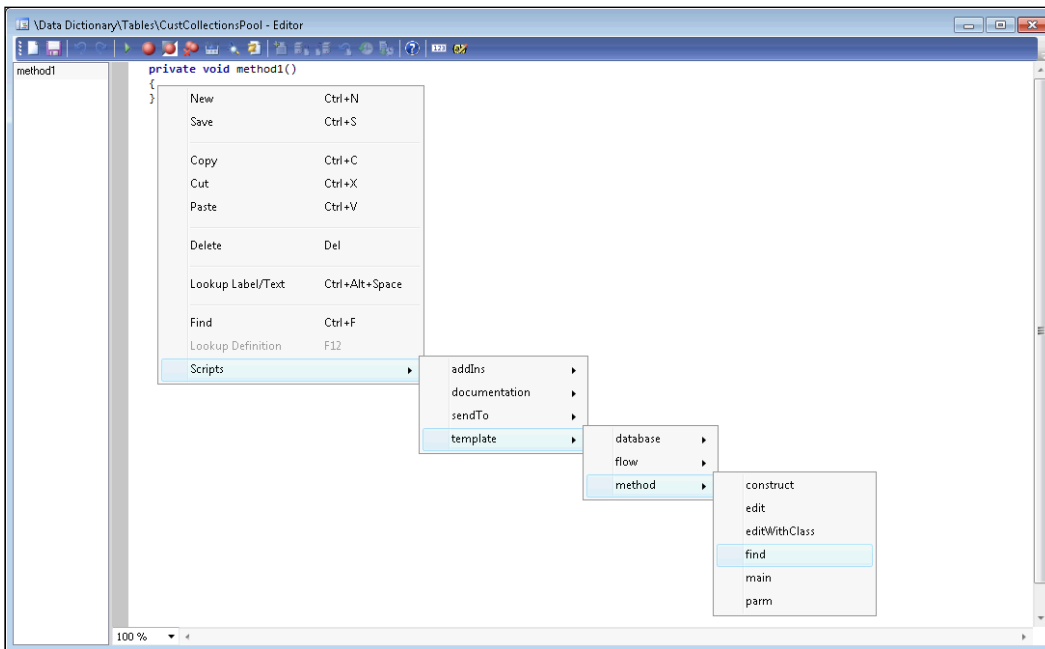 \Data Dictionary\Tables\CustCollectionsPool - Editor
method1
private void method1()
{
}
New Ctrl+N
Save Ctrl+S
Copy Ctrl+C
Cut Ctrl+X
Paste Ctrl+V
Delete Del
Lookup Label/Text Ctrl+Alt+Space
Find Ctrl+F
Lookup Definition F12
Scripts
addIns
documentation
sendTo
template
database
flow
method
construct
edit
editWithClass
find
main
parm
100 %